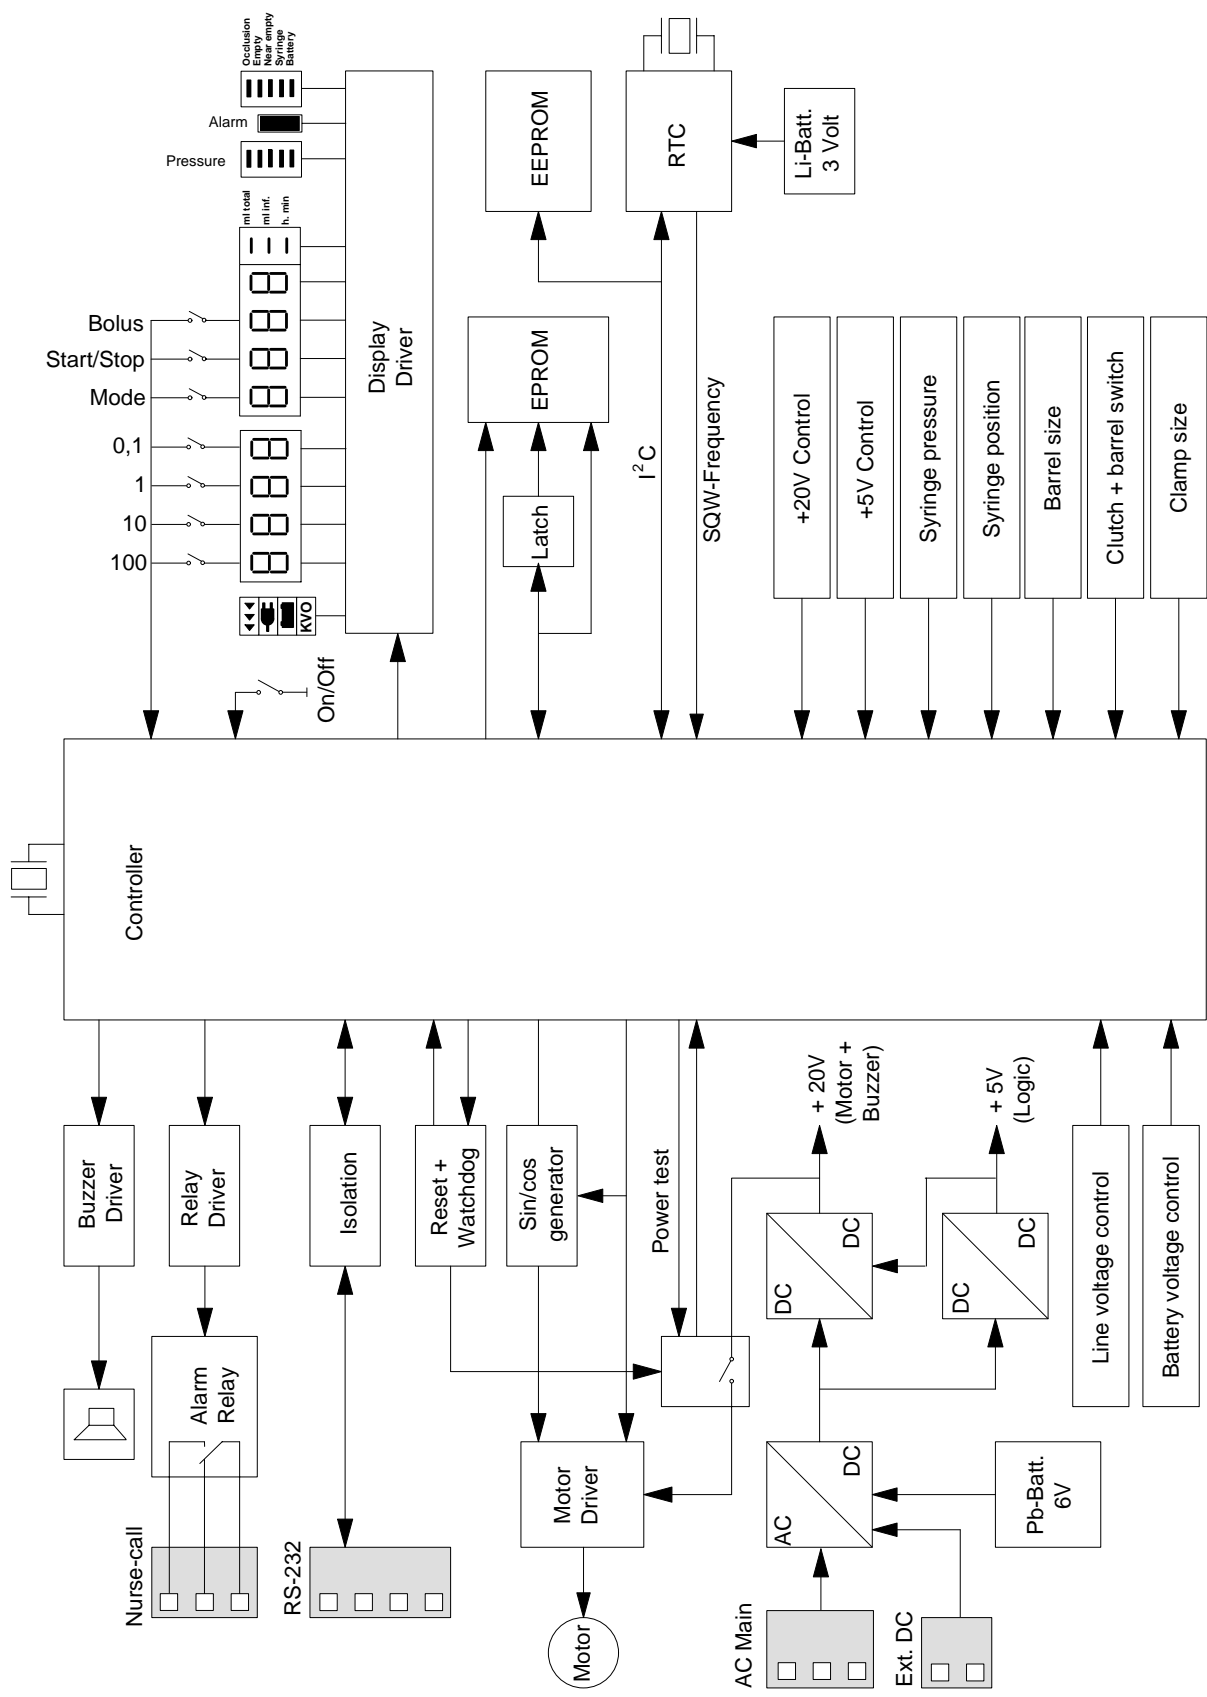 Occlusion
Empty
Near empty
Syringe
Battery
Alarm
Pressure
ml total
ml inf.
h. min
Bolus
Start/Stop
Mode
0,1
1
10
100
KVO
On/Off
Display
Driver
EEPROM
RTC
Li-Batt.
3 Volt
EPROM
Latch
I²C
SQW-Frequency
+20V Control
+5V Control
Syringe pressure
Syringe position
Barrel size
Clutch + barrel switch
Clamp size
Controller
Buzzer
Driver
Relay
Driver
Isolation
Reset +
Watchdog
Sin/cos
generator
Power test
+ 20V
(Motor +
Buzzer)
+ 5V
(Logic)
DC
DC
DC
DC
Line voltage control
Battery voltage control
Alarm
Relay
Motor
Driver
AC
DC
Pb-Batt.
6V
Nurse-call
RS-232
Motor
AC Main
Ext. DC